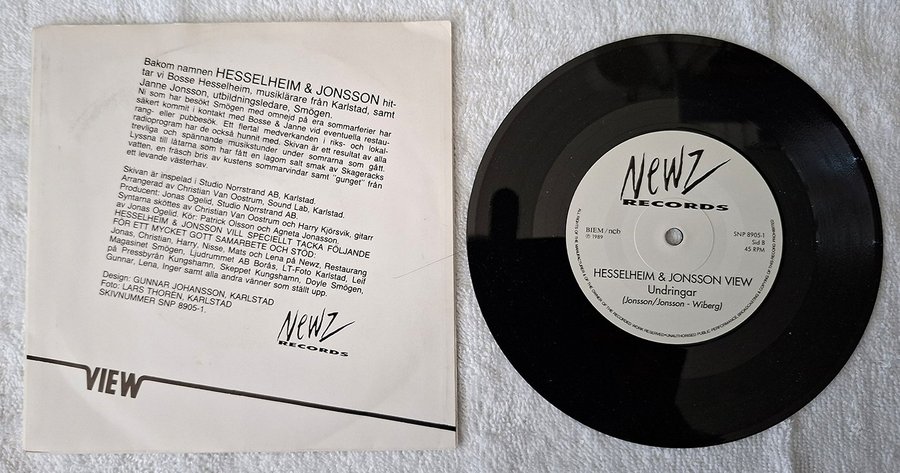 Bakom namnen HESSELHEIM & JONSSON hit-
tar vi Bosse Hesselheim, musiklärare från Karlstad, samt
Janne Jonsson, utbildningsledare, Smögen.
Ni som har besökt Smögen med omnejd på era sommarferier har
säkert kommit i kontakt med Bosse & Janne vid eventuella restau-
rang- eller pubbesök. Ett flertal medverkanden i riks- och lokal-
radioprogram har de också hunnit med. Skivan är ett resultat av alla
trevliga och spännande musikstunder under somrarna som gått.
Lyssna till låtarna som har fått en lagom salt smak av Skageracks
vatten, en fräsch bris av kustens sommarvindar samt "gunget" från
ett levande västerhav.
Skivan är inspelad i Studio Norrstrand AB, Karlstad.
Arrangerad av Christian Van Oostrum, Sound Lab, Karlstad.
Producent: Jonas Ogelid, Studio Norrstrand AB.
Syntarna sköttes av Christian Van Oostrum och Harry Kjörsvik, gitarr
av Jonas Ogelid. Kör: Patrick Olsson och Agneta Jonasson.
HESSELHEIM & JONSSON VILL SPECIELLT TACKA FÖLJANDE
FÖR ETT MYCKET GOTT SAMARBETE OCH STÖD:
Jonas, Christian, Harry, Nisse, Mats och Lena på Newz, Restaurang
Magasinet Smögen, Ljudrummet AB Borås, LT-Foto Karlstad, Leif
på Pressbyrån Kungshamn, Skeppet Kungshamn, Doyle Smögen,
Gunnar, Lena, Inger samt alla andra vänner som ställt upp.
Design: GUNNAR JOHANSSON, KARLSTAD
Foto: LARS THORÉN, KARLSTAD
SKIVNUMMER SNP 8905-1.
NEWZ
RECORDS
VIEW
NEWZ
RECORDS
BIEM/ncb
℗ 1989
SNP 8905-1
Sid B
45 RPM
HESSELHEIM & JONSSON VIEW
Undringar
(Jonsson/Jonsson - Wiberg)